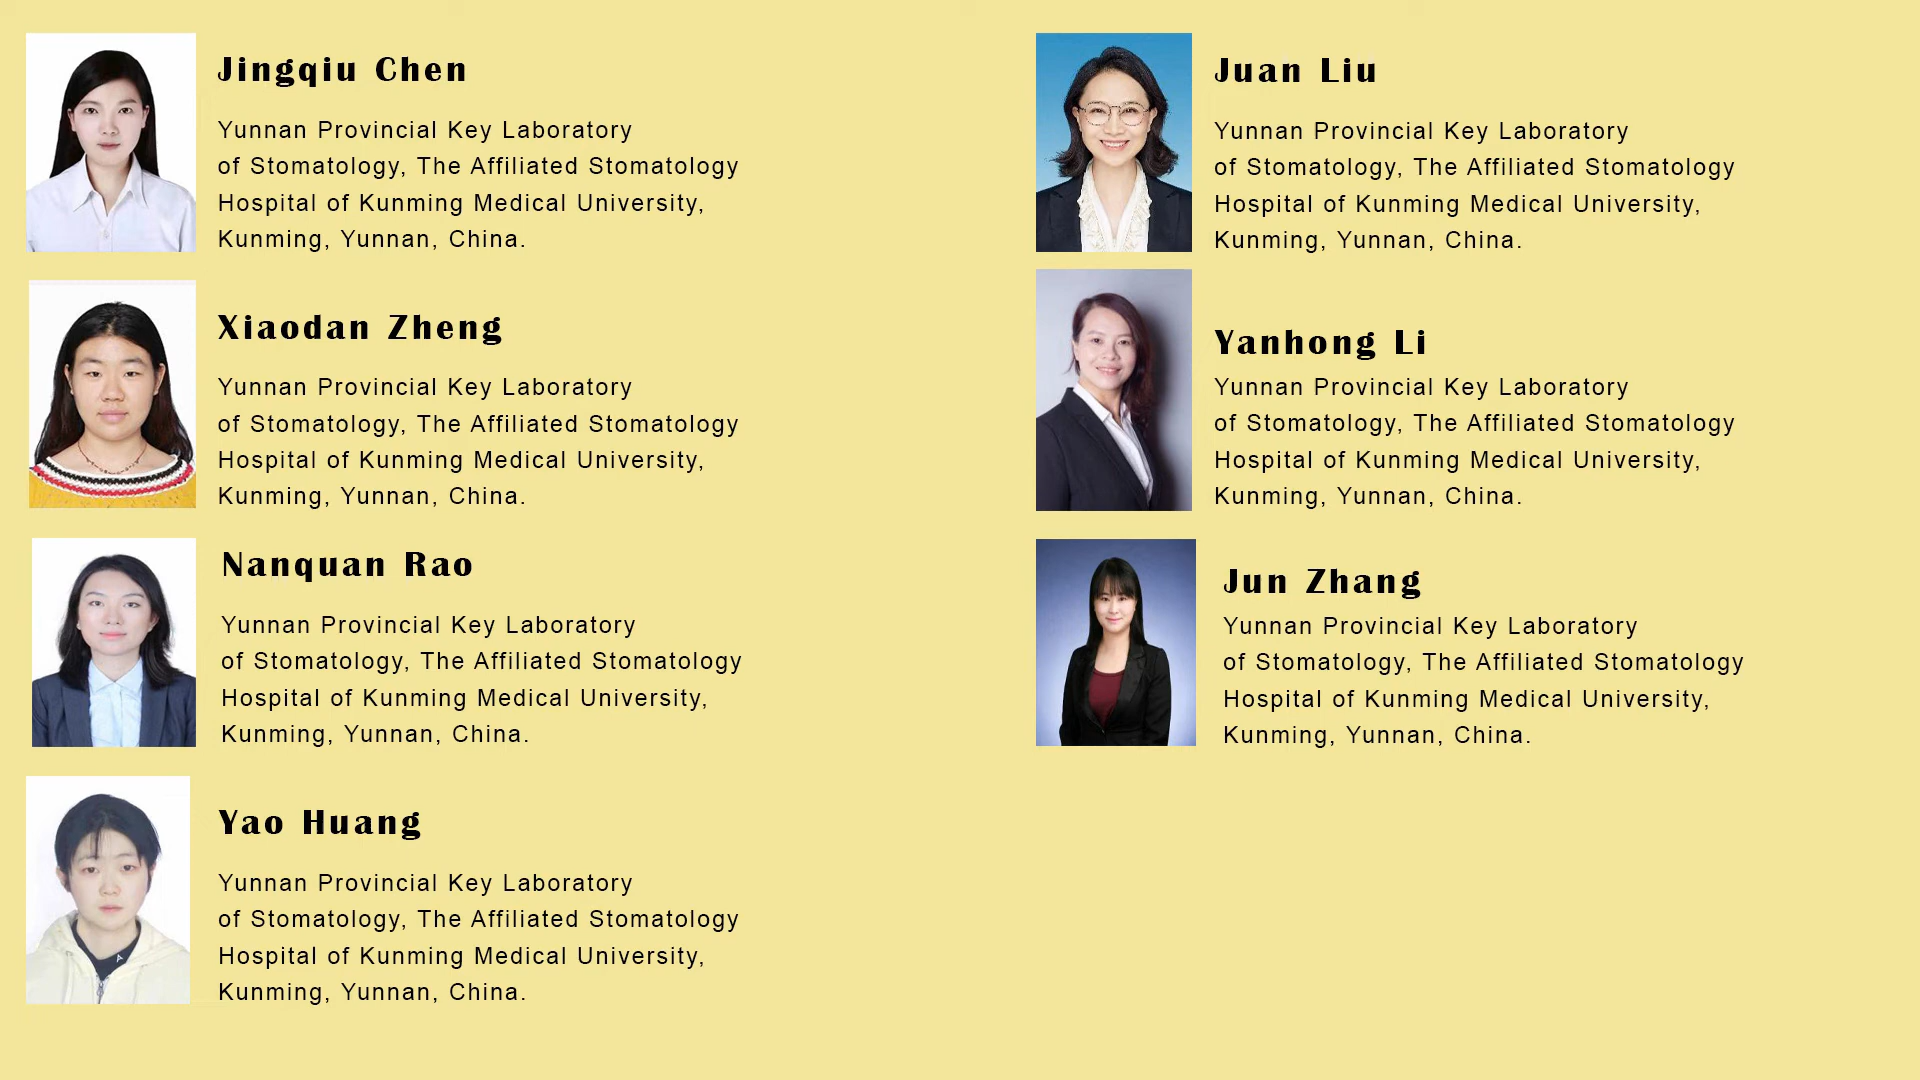 Jingqiu Chen
Yunnan Provincial Key Laboratory
of Stomatology, The Affiliated Stomatology
Hospital of Kunming Medical University,
Kunming, Yunnan, China.
Xiaodan Zheng
Yunnan Provincial Key Laboratory
of Stomatology, The Affiliated Stomatology
Hospital of Kunming Medical University,
Kunming, Yunnan, China.
Nanquan Rao
Yunnan Provincial Key Laboratory
of Stomatology, The Affiliated Stomatology
Hospital of Kunming Medical University,
Kunming, Yunnan, China.
Yao Huang
Yunnan Provincial Key Laboratory
of Stomatology, The Affiliated Stomatology
Hospital of Kunming Medical University,
Kunming, Yunnan, China.
Juan Liu
Yunnan Provincial Key Laboratory
of Stomatology, The Affiliated Stomatology
Hospital of Kunming Medical University,
Kunming, Yunnan, China.
Yanhong Li
Yunnan Provincial Key Laboratory
of Stomatology, The Affiliated Stomatology
Hospital of Kunming Medical University,
Kunming, Yunnan, China.
Jun Zhang
Yunnan Provincial Key Laboratory
of Stomatology, The Affiliated Stomatology
Hospital of Kunming Medical University,
Kunming, Yunnan, China.